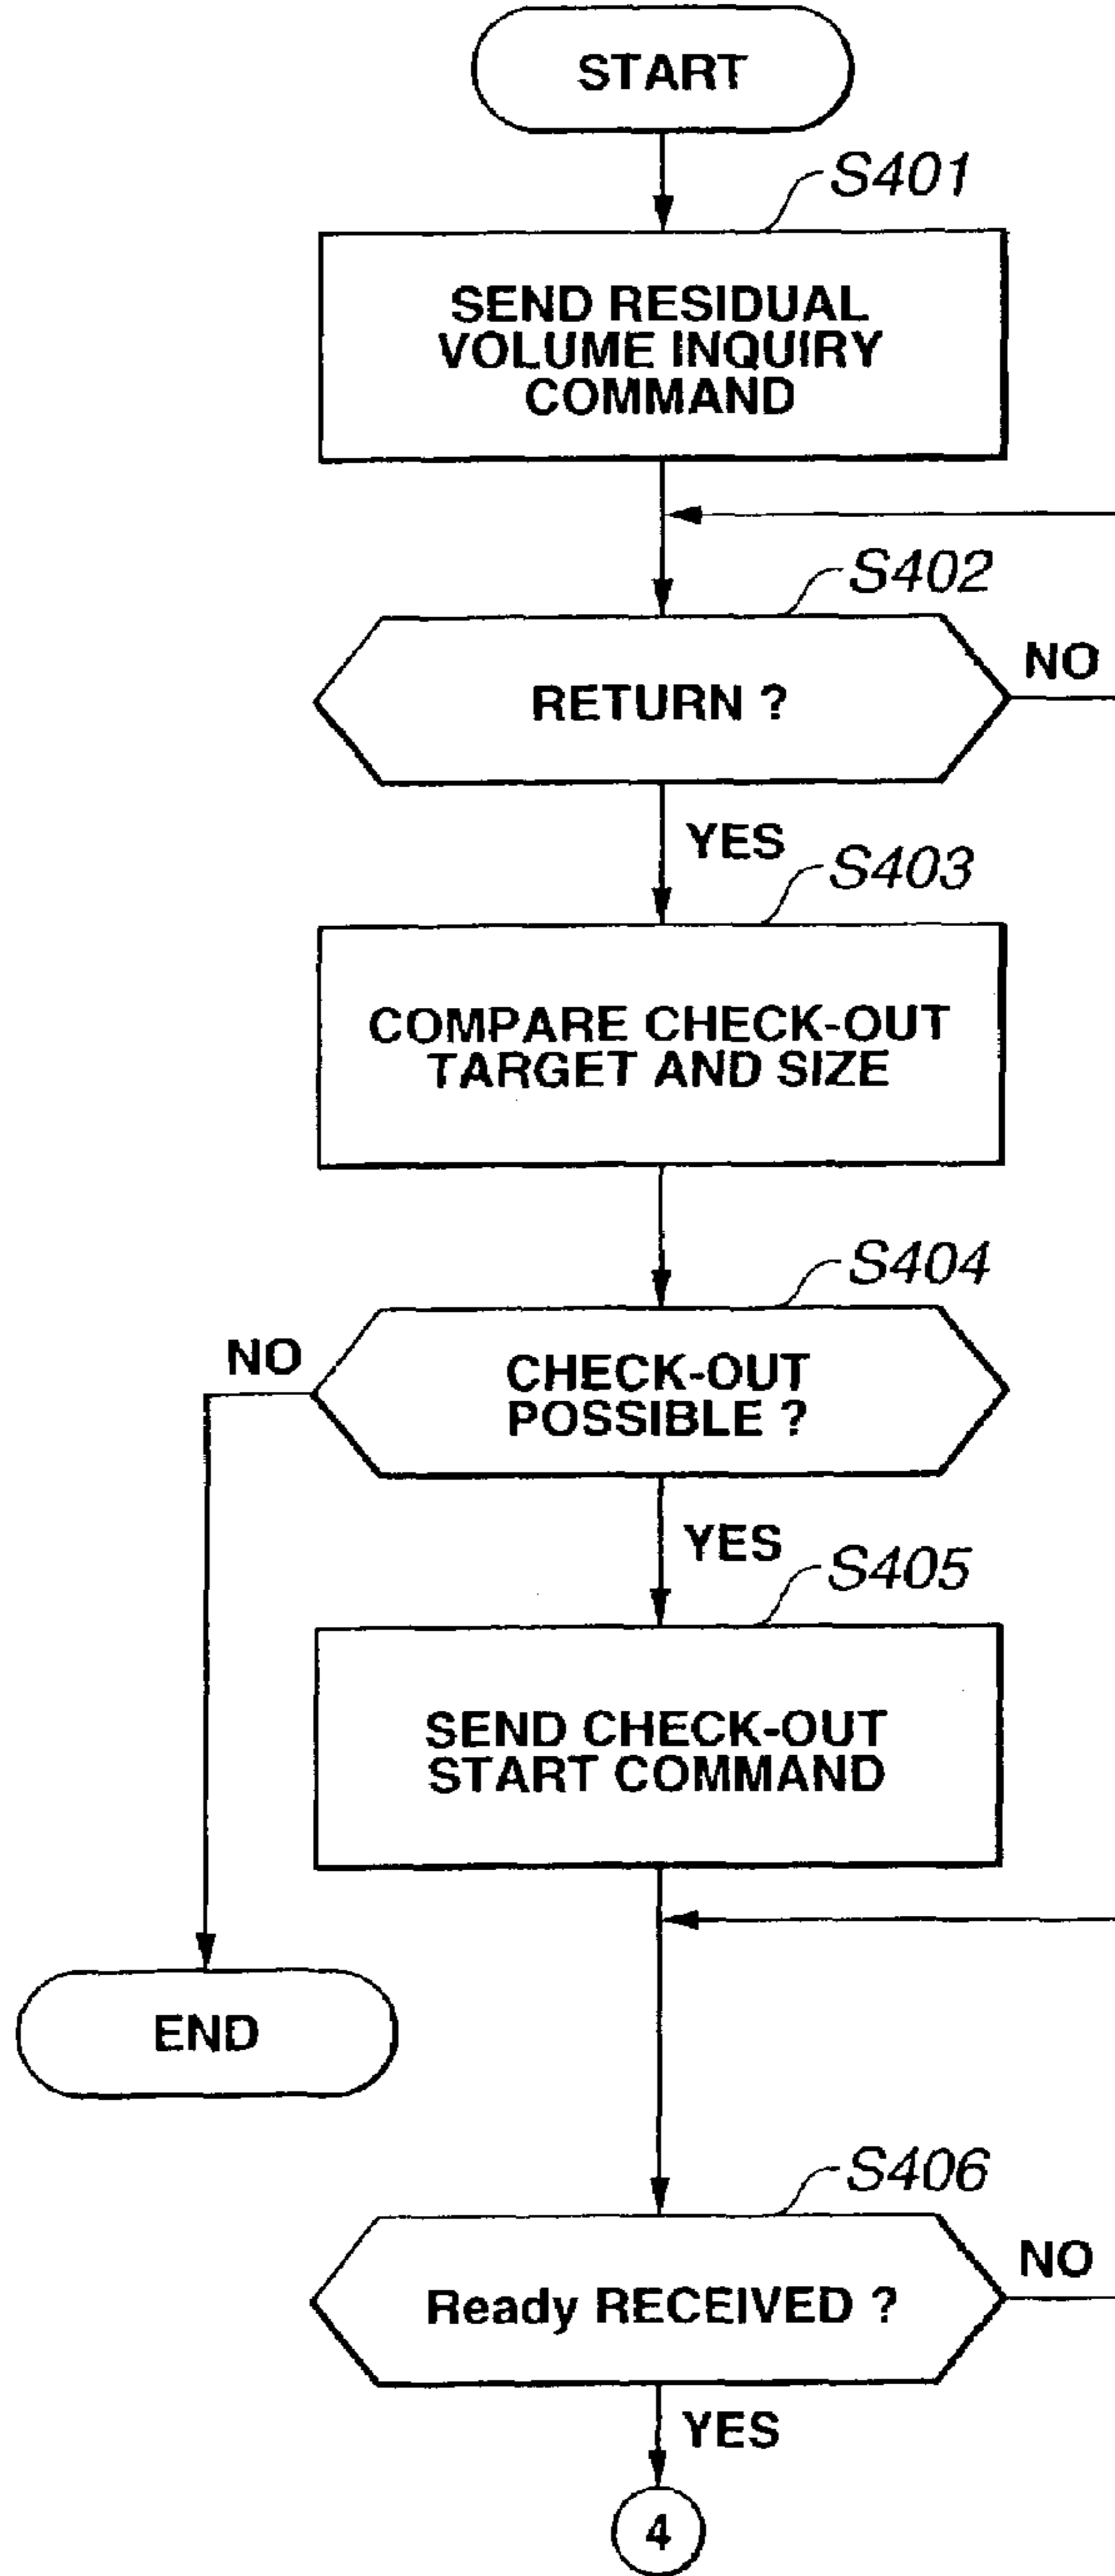 START
S401
SEND RESIDUAL
VOLUME INQUIRY
COMMAND
S402
RETURN ?
NO
YES
S403
COMPARE CHECK-OUT
TARGET AND SIZE
S404
NO
CHECK-OUT
POSSIBLE ?
YES
S405
SEND CHECK-OUT
START COMMAND
END
S406
Ready RECEIVED ?
NO
YES
4